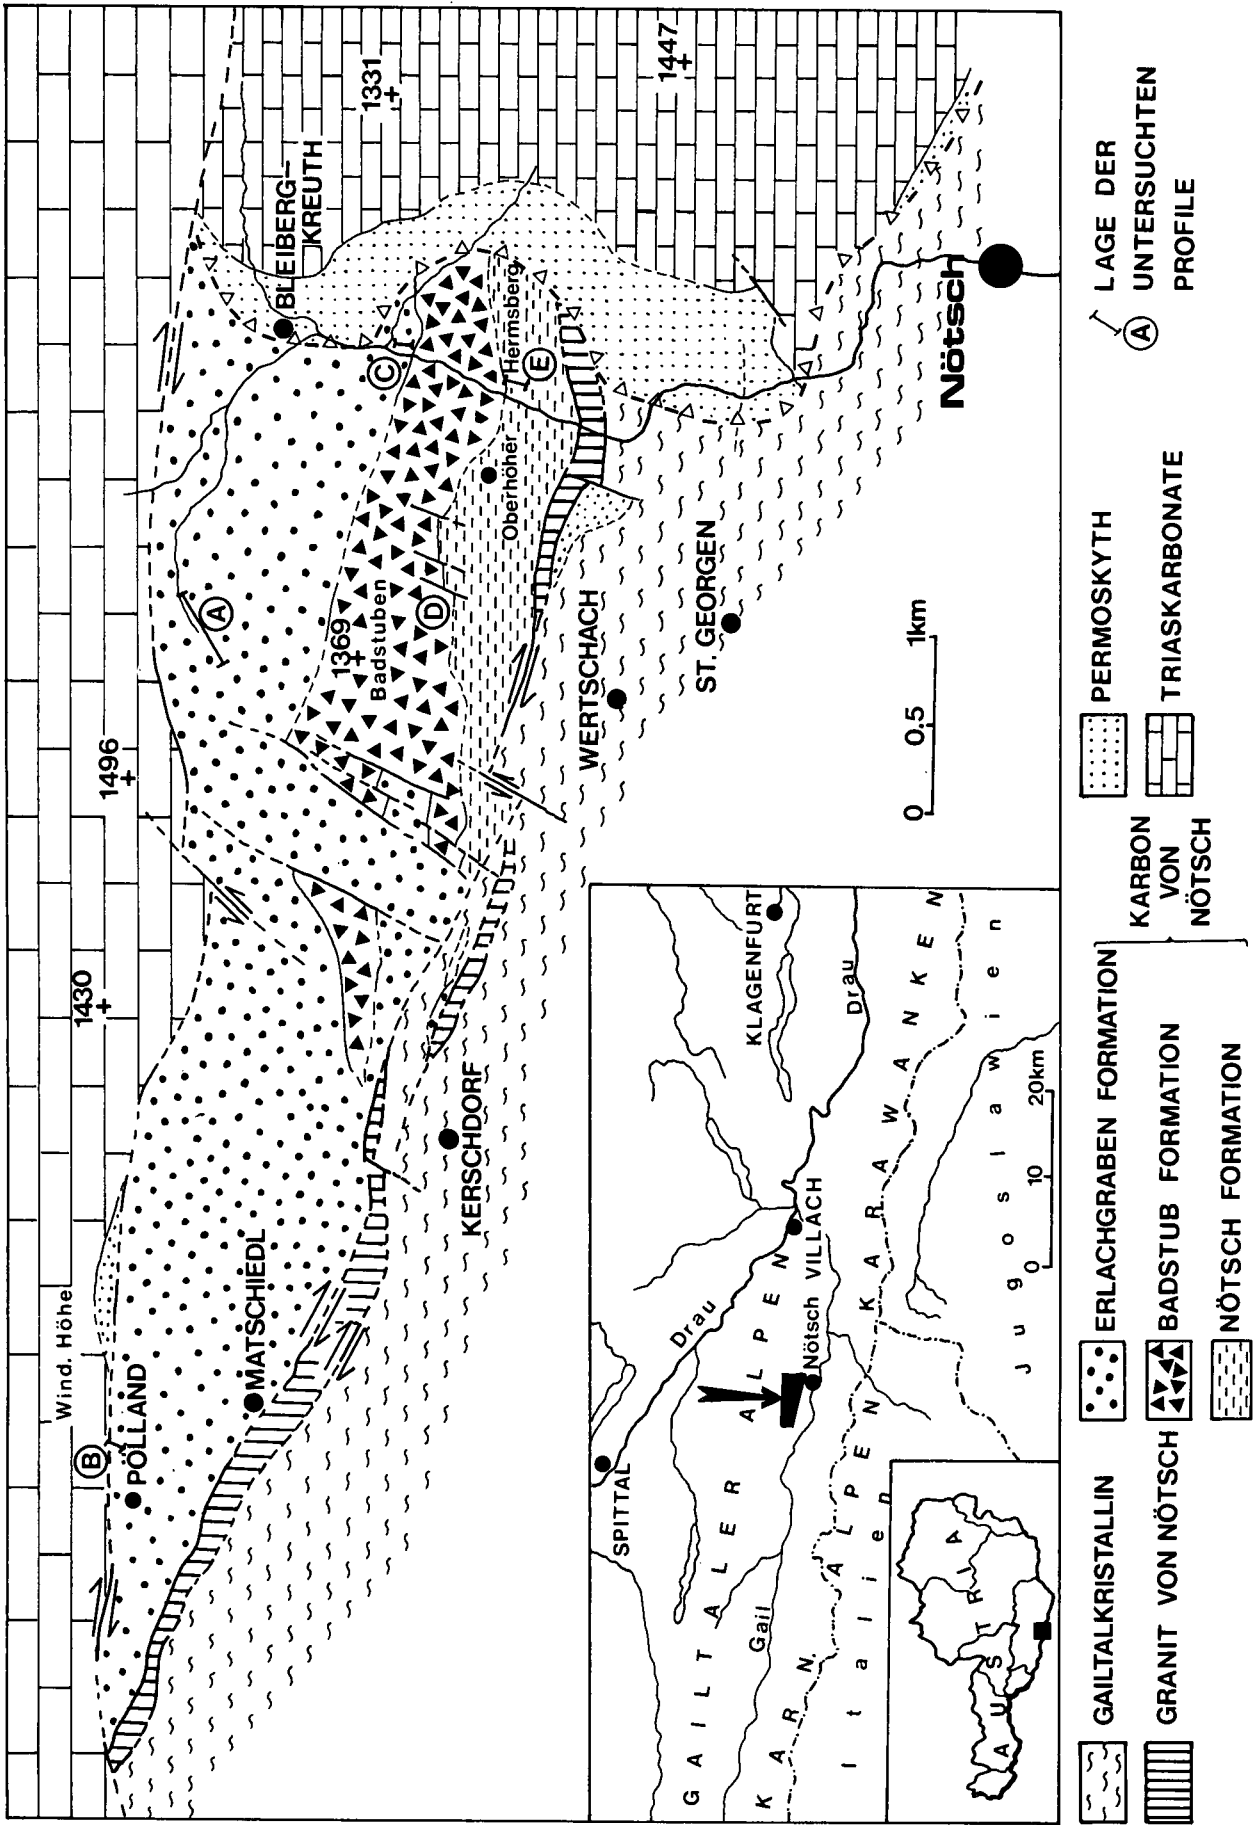 Wind. Höhe
1430
1496
1331
1447
B
POLLAND
MATSCHIEDL
KERSCHDORF
A
1369
Badstuben
D
C
BLEIBERG–
KREUTH
Oberhöher
Hermsberg
E
WERTSCHACH
ST. GEORGEN
Nötsch
0 0.5 1km
SPITTAL
Drau
KLAGENFURT
Drau
VILLACH
Nötsch
Gail
GAILTALER ALPEN
KARN. ALPEN
KARAWANKEN
Italien
Jugoslawien
0 10 20km
AUSTRIA
GAILTALKRISTALLIN
GRANIT VON NÖTSCH
ERLACHGRABEN FORMATION
BADSTUB FORMATION
NÖTSCH FORMATION
KARBON
VON
NÖTSCH
PERMOSKYTH
TRIASKARBONATE
A
LAGE DER
UNTERSUCHTEN
PROFILE